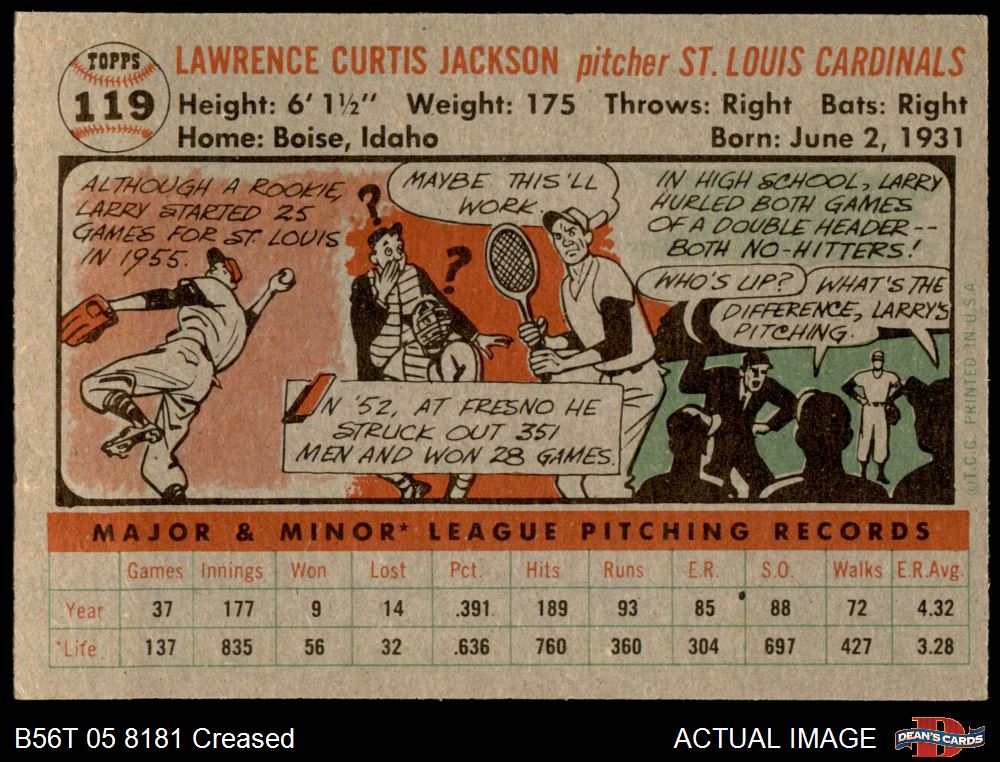 TOPPS
119
LAWRENCE CURTIS JACKSON pitcher ST. LOUIS CARDINALS
Height: 6' 1½" Weight: 175 Throws: Right Bats: Right
Home: Boise, Idaho Born: June 2, 1931
ALTHOUGH A ROOKIE,
LARRY STARTED 25
GAMES FOR ST. LOUIS
IN 1955.
?
?
MAYBE THIS'LL
WORK.
IN '52, AT FRESNO HE
STRUCK OUT 351
MEN AND WON 28 GAMES.
IN HIGH SCHOOL, LARRY
HURLED BOTH GAMES
OF A DOUBLE HEADER--
BOTH NO-HITTERS!
WHO'S UP?
WHAT'S THE
DIFFERENCE, LARRY'S
PITCHING.
©T.C.G. PRINTED IN U.S.A.
MAJOR & MINOR* LEAGUE PITCHING RECORDS
Games Innings Won Lost Pct. Hits Runs E.R. S.O. Walks E.R.Avg.
Year 37 177 9 14 .391 189 93 85 88 72 4.32
*Life 137 835 56 32 .636 760 360 304 697 427 3.28
B56T 05 8181 Creased ACTUAL IMAGE
DEAN'S CARDS